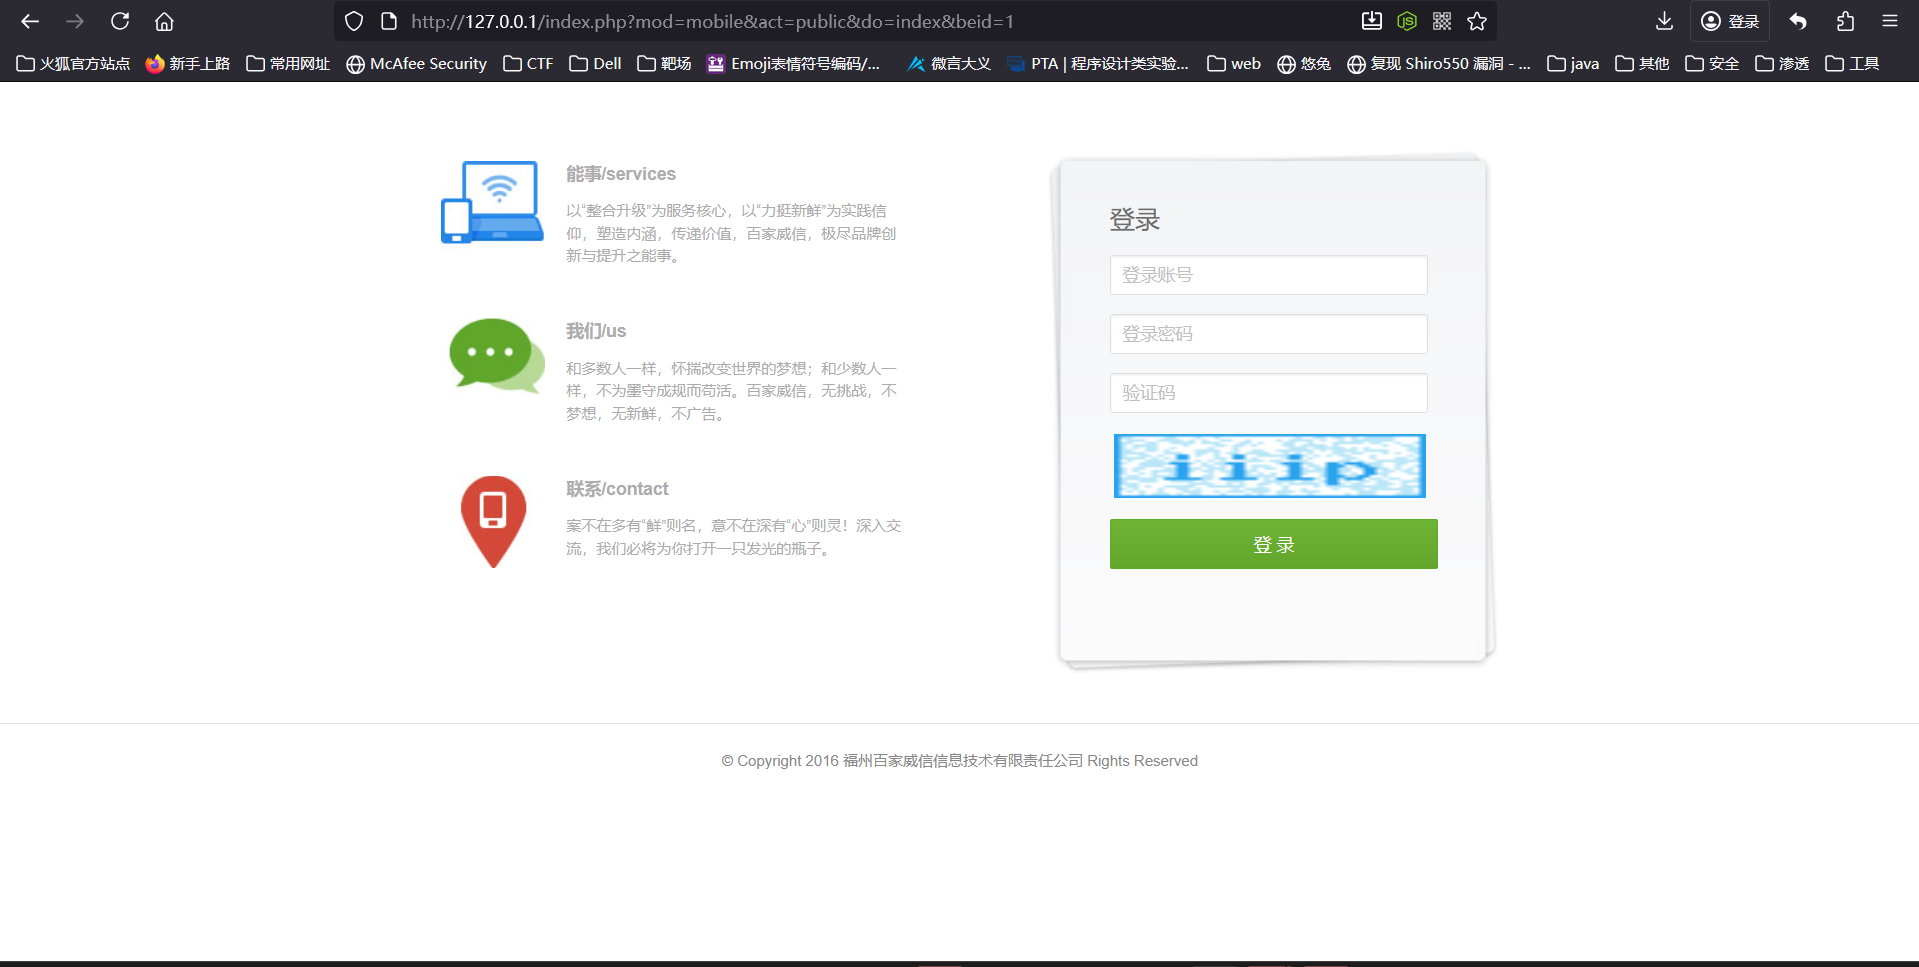 http://127.0.0.1/index.php?mod=mobile&act=public&do=index&beid=1
登录
火狐官方站点 新手上路 常用网址 McAfee Security CTF Dell 靶场 Emoji表情符号编码/... 微言大义 PTA | 程序设计类实验... web 悠兔 复现 Shiro550 漏洞 - ... java 其他 安全 渗透 工具
能事/services
以“整合升级”为服务核心，以“力挺新鲜”为实践信
仰，塑造内涵，传递价值，百家威信，极尽品牌创
新与提升之能事。
我们/us
和多数人一样，怀揣改变世界的梦想；和少数人一
样，不为墨守成规而苟活。百家威信，无挑战，不
梦想，无新鲜，不广告。
联系/contact
案不在多有“鲜”则名，意不在深有“心”则灵！深入交
流，我们必将为你打开一只发光的瓶子。
登录
登录账号
登录密码
验证码
iiip
登 录
© Copyright 2016 福州百家威信信息技术有限责任公司 Rights Reserved